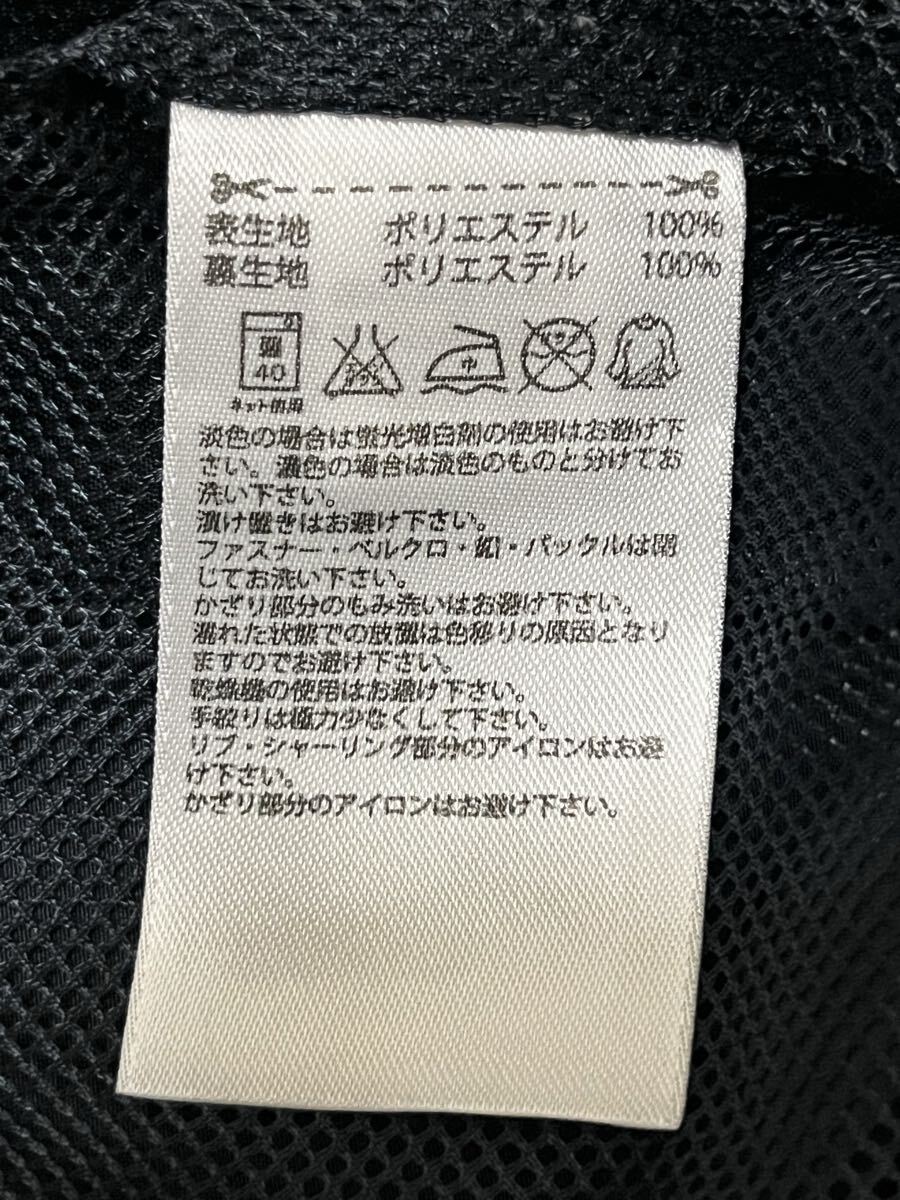 表生地 ポリエステル 100%
裏生地 ポリエステル 100%
弱
40
中
ネット使用
淡色の場合は蛍光増白剤の使用はお避け下
さい。濃色の場合は淡色のものと分けてお
洗い下さい。
漬け置きはお避け下さい。
ファスナー・ベルクロ・釦・バックルは閉
じてお洗い下さい。
かざり部分のもみ洗いはお避け下さい。
濡れた状態での放置は色移りの原因となり
ますのでお避け下さい。
乾燥機の使用はお避け下さい。
手絞りは極力少なくして下さい。
リブ・シャーリング部分のアイロンはお避
け下さい。
かざり部分のアイロンはお避け下さい。